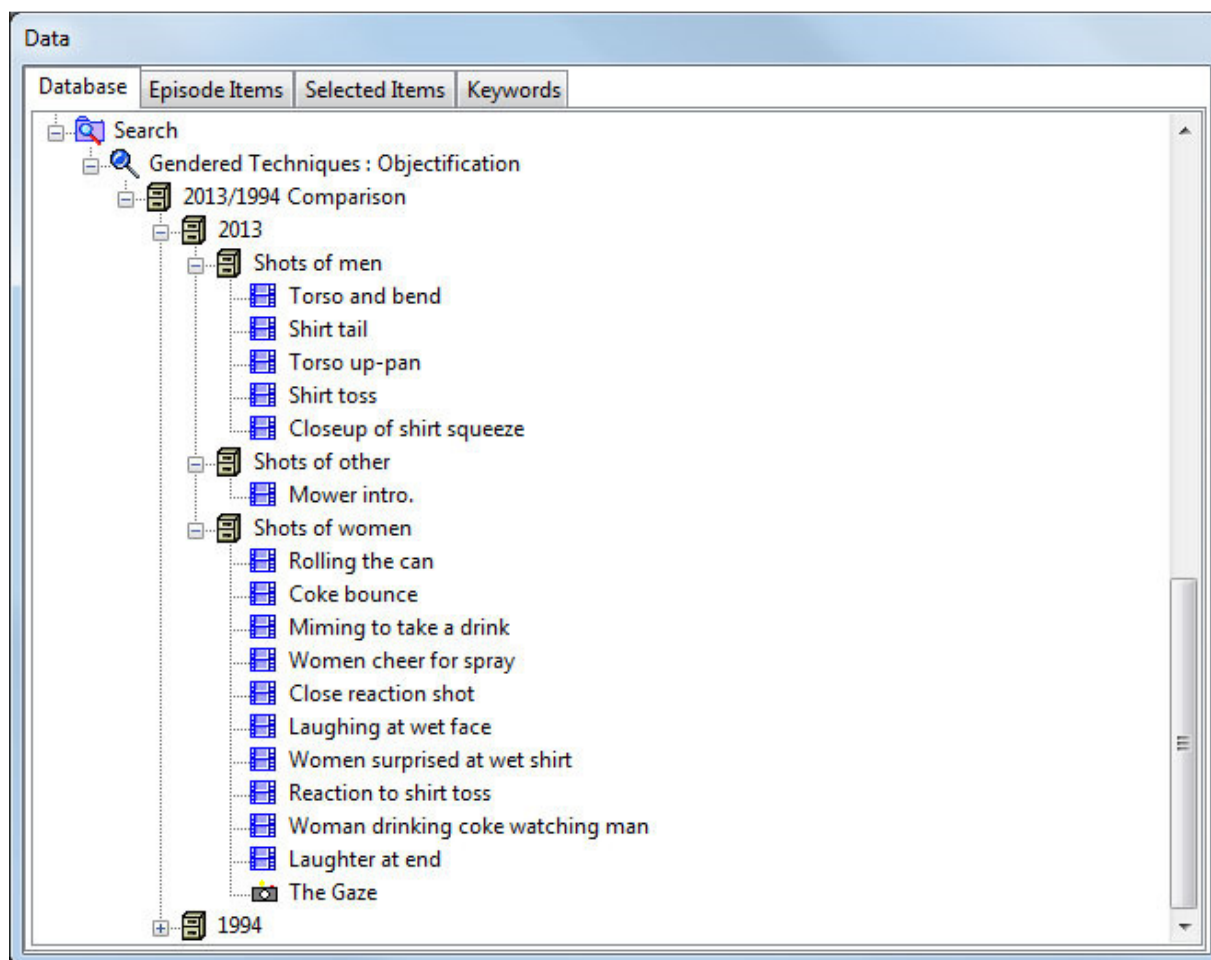 Data
Database Episode Items Selected Items Keywords
Search
Gendered Techniques : Objectification
2013/1994 Comparison
2013
Shots of men
Torso and bend
Shirt tail
Torso up-pan
Shirt toss
Closeup of shirt squeeze
Shots of other
Mower intro.
Shots of women
Rolling the can
Coke bounce
Miming to take a drink
Women cheer for spray
Close reaction shot
Laughing at wet face
Women surprised at wet shirt
Reaction to shirt toss
Woman drinking coke watching man
Laughter at end
The Gaze
1994